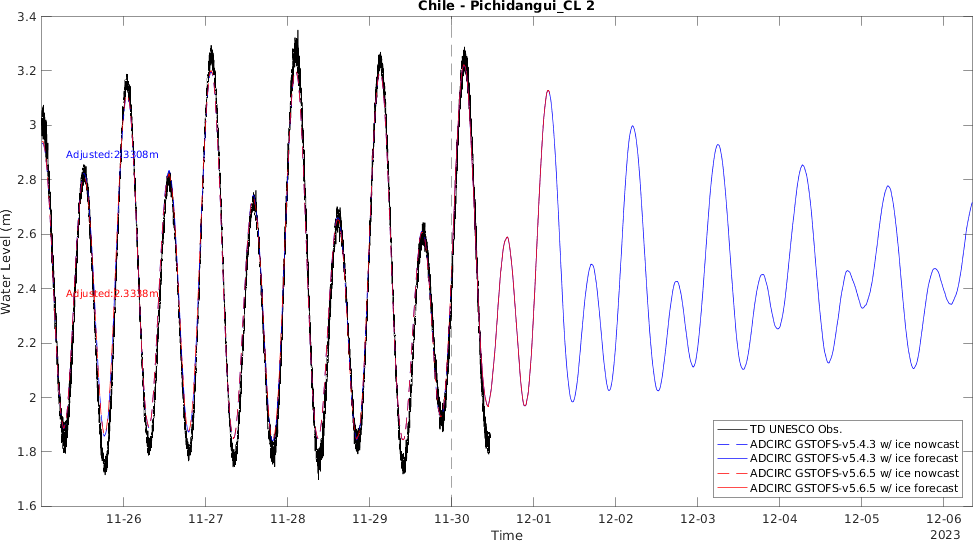 Chile - Pichidangui_CL 2
3.4
3.2
3
2.8
2.6
2.4
2.2
2
1.8
1.6
Water Level (m)
Adjusted:2.3308m
Adjusted:2.3338m
TD UNESCO Obs.
ADCIRC GSTOFS-v5.4.3 w/ ice nowcast
ADCIRC GSTOFS-v5.4.3 w/ ice forecast
ADCIRC GSTOFS-v5.6.5 w/ ice nowcast
ADCIRC GSTOFS-v5.6.5 w/ ice forecast
11-26 11-27 11-28 11-29 11-30 12-01 12-02 12-03 12-04 12-05 12-06
Time
2023